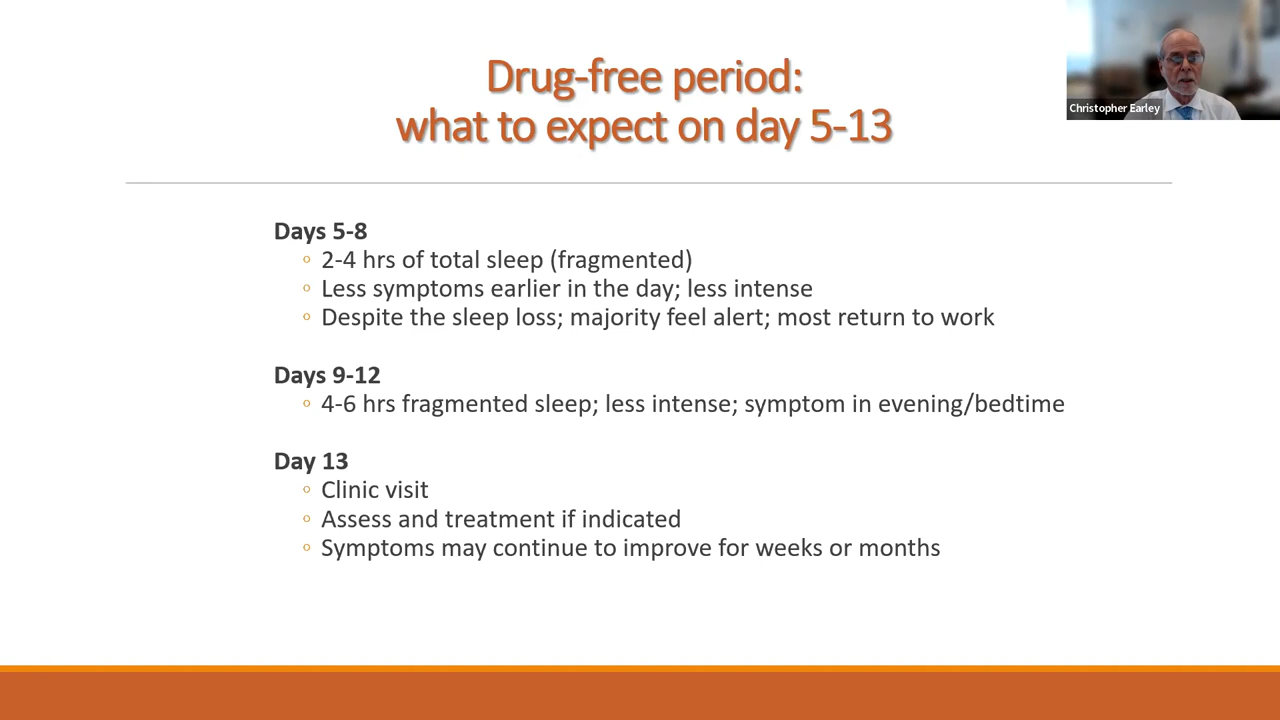 Drug-free period:
what to expect on day 5-13
Christopher Earley
Days 5-8
◦ 2-4 hrs of total sleep (fragmented)
◦ Less symptoms earlier in the day; less intense
◦ Despite the sleep loss; majority feel alert; most return to work
Days 9-12
◦ 4-6 hrs fragmented sleep; less intense; symptom in evening/bedtime
Day 13
◦ Clinic visit
◦ Assess and treatment if indicated
◦ Symptoms may continue to improve for weeks or months